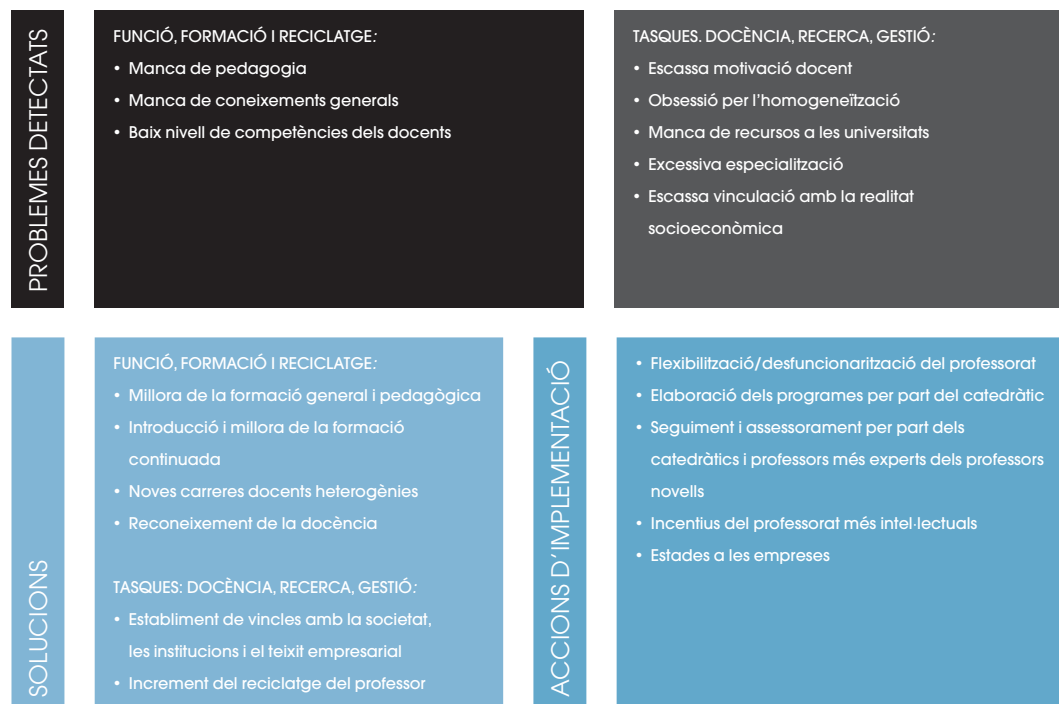 PROBLEMES DETECTATS
FUNCIÓ, FORMACIÓ I RECICLATGE:
• Manca de pedagogia
• Manca de coneixements generals
• Baix nivell de competències dels docents
TASQUES. DOCÈNCIA, RECERCA, GESTIÓ:
• Escassa motivació docent
• Obsessió per l'homogeneïtzació
• Manca de recursos a les universitats
• Excessiva especialització
• Escassa vinculació amb la realitat
socioeconòmica
SOLUCIONS
FUNCIÓ, FORMACIÓ I RECICLATGE:
• Millora de la formació general i pedagògica
• Introducció i millora de la formació
continuada
• Noves carreres docents heterogènies
• Reconeixement de la docència
TASQUES: DOCÈNCIA, RECERCA, GESTIÓ:
• Establiment de vincles amb la societat,
les institucions i el teixit empresarial
• Increment del reciclatge del professor
ACCIONS D'IMPLEMENTACIÓ
• Flexibilització/desfuncionarització del professorat
• Elaboració dels programes per part del catedràtic
• Seguiment i assessorament per part dels
catedràtics i professors més experts dels professors
novells
• Incentius del professorat més intel·lectuals
• Estades a les empreses